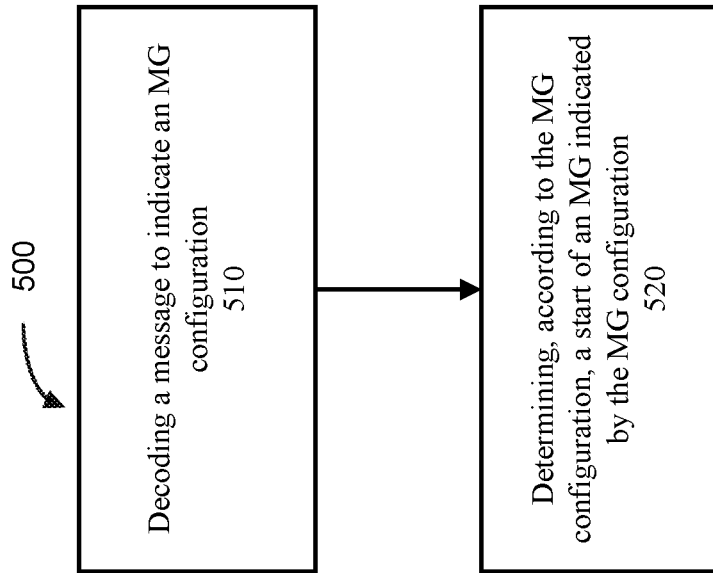 500
Decoding a message to indicate an MG
configuration
510
Determining, according to the MG
configuration, a start of an MG indicated
by the MG configuration
520